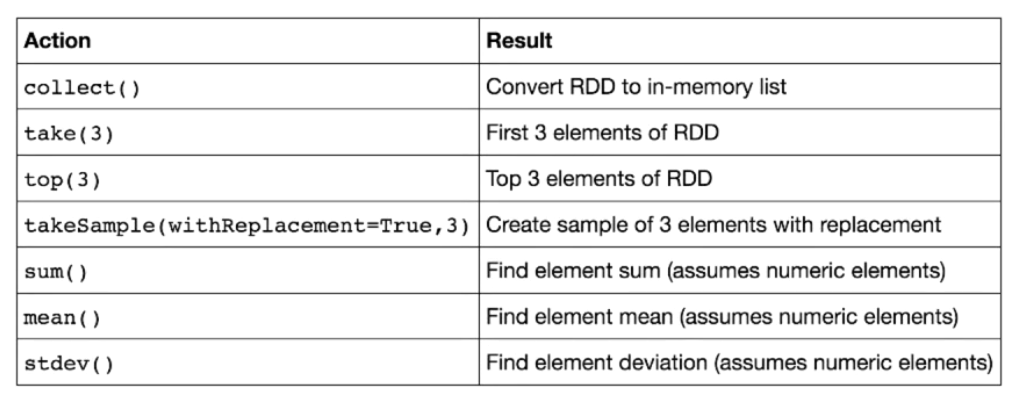 Action Result
collect() Convert RDD to in-memory list
take(3) First 3 elements of RDD
top(3) Top 3 elements of RDD
takeSample(withReplacement=True,3) Create sample of 3 elements with replacement
sum() Find element sum (assumes numeric elements)
mean() Find element mean (assumes numeric elements)
stdev() Find element deviation (assumes numeric elements)